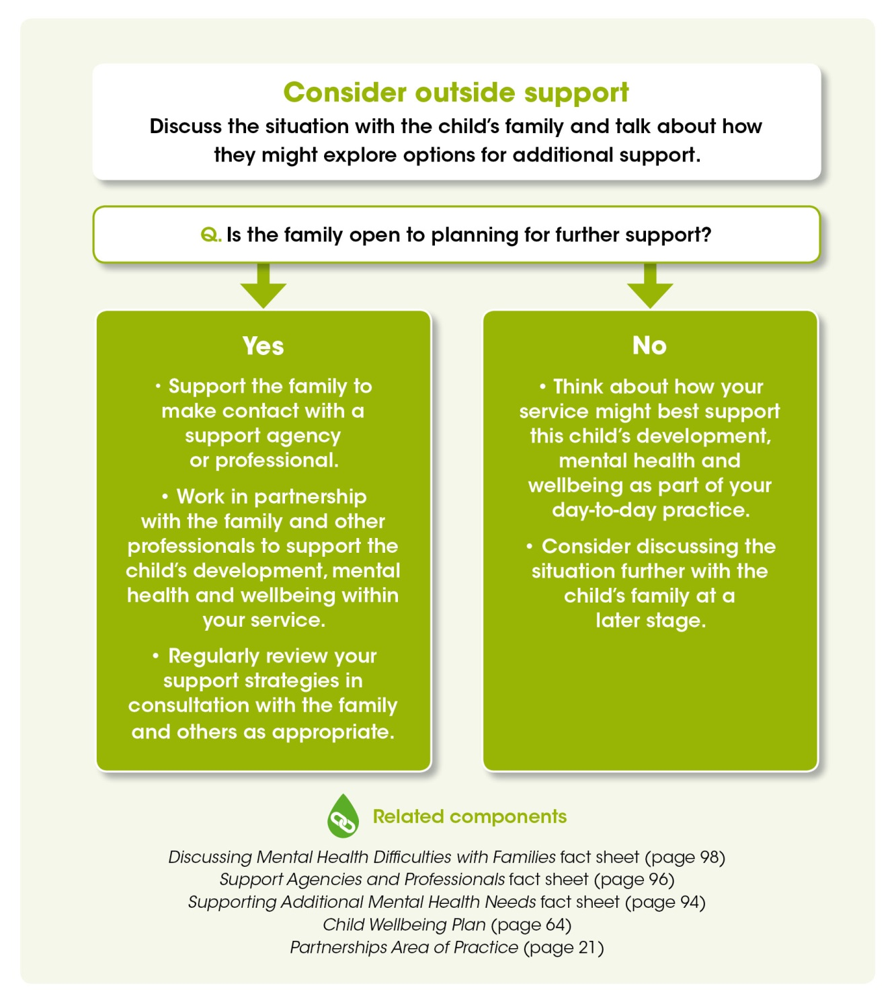 Consider outside support
Discuss the situation with the child's family and talk about how
they might explore options for additional support.
Q. Is the family open to planning for further support?
Yes
• Support the family to
make contact with a
support agency
or professional.
• Work in partnership
with the family and other
professionals to support the
child's development, mental
health and wellbeing within
your service.
• Regularly review your
support strategies in
consultation with the family
and others as appropriate.
No
• Think about how your
service might best support
this child's development,
mental health and
wellbeing as part of your
day-to-day practice.
• Consider discussing the
situation further with the
child's family at a
later stage.
Related components
Discussing Mental Health Difficulties with Families fact sheet (page 98)
Support Agencies and Professionals fact sheet (page 96)
Supporting Additional Mental Health Needs fact sheet (page 94)
Child Wellbeing Plan (page 64)
Partnerships Area of Practice (page 21)